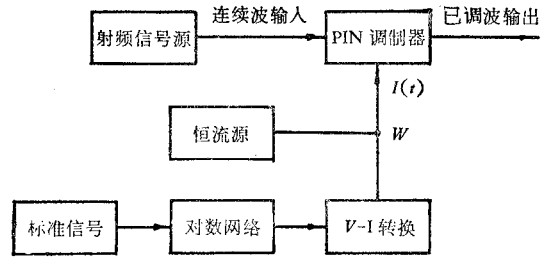 连续波输入
已调波输出
射频信号源
PIN 调制器
I(t)
恒流源
W
标准信号
对数网络
V-I 转换